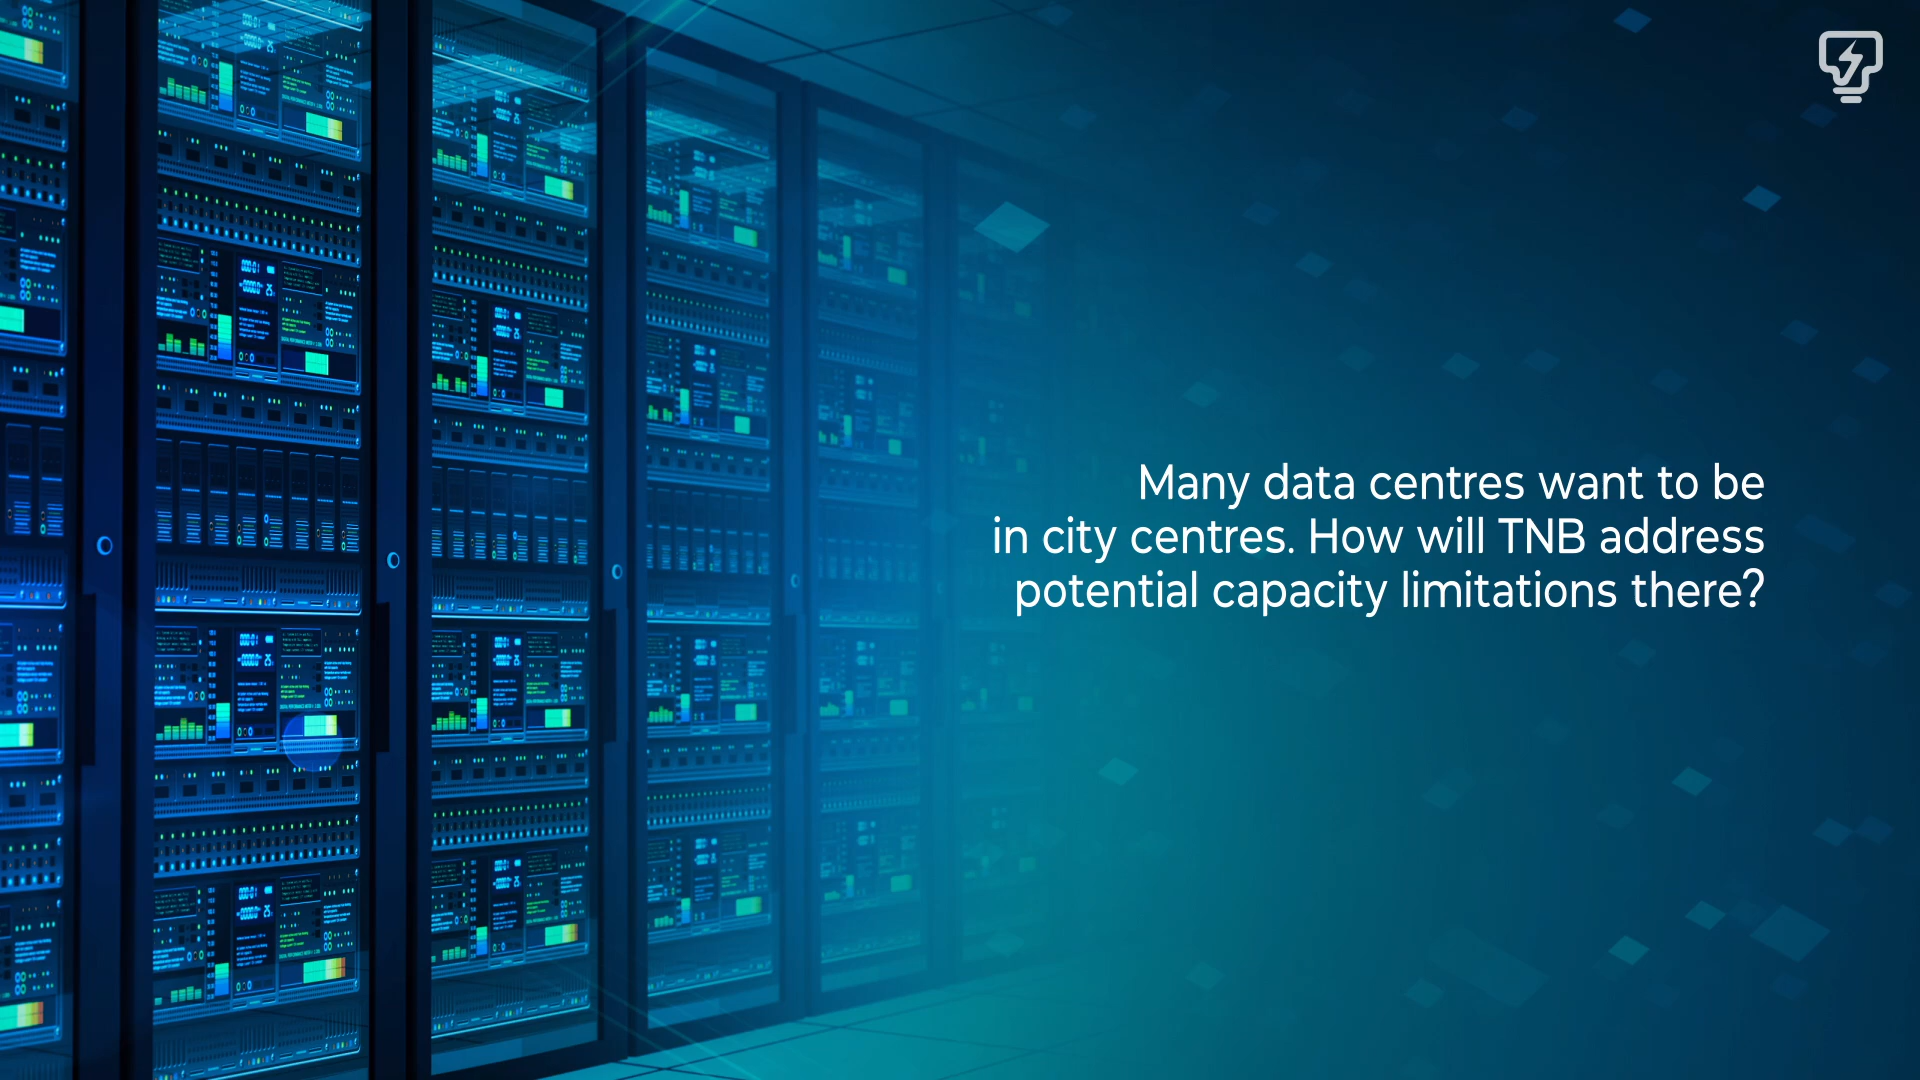 Many data centres want to be
in city centres. How will TNB address
potential capacity limitations there?